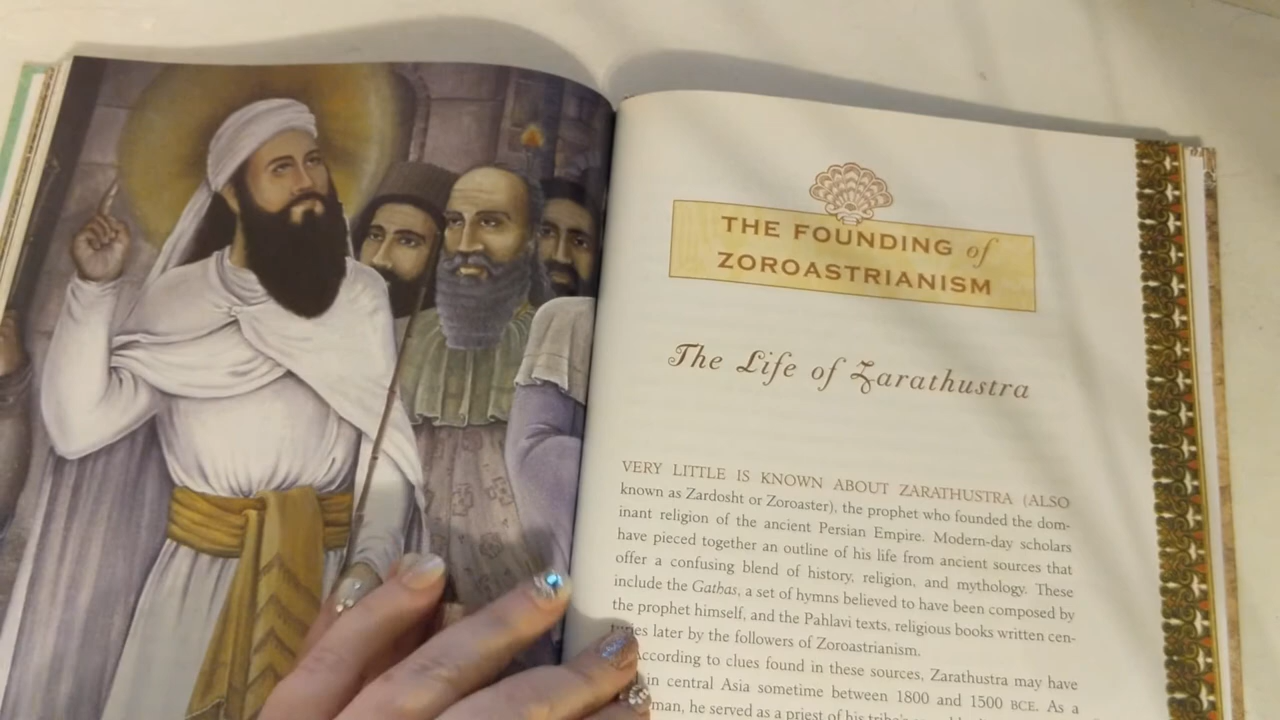 THE FOUNDING of
ZOROASTRIANISM
The Life of Zarathustra
VERY LITTLE IS KNOWN ABOUT ZARATHUSTRA (ALSO
known as Zardosht or Zoroaster), the prophet who founded the dom-
inant religion of the ancient Persian Empire. Modern-day scholars
have pieced together an outline of his life from ancient sources that
offer a confusing blend of history, religion, and mythology. These
include the Gathas, a set of hymns believed to have been composed by
the prophet himself, and the Pahlavi texts, religious books written cen-
turies later by the followers of Zoroastrianism.
According to clues found in these sources, Zarathustra may have
in central Asia sometime between 1800 and 1500 BCE. As a
man, he served as a priest of his tribe's